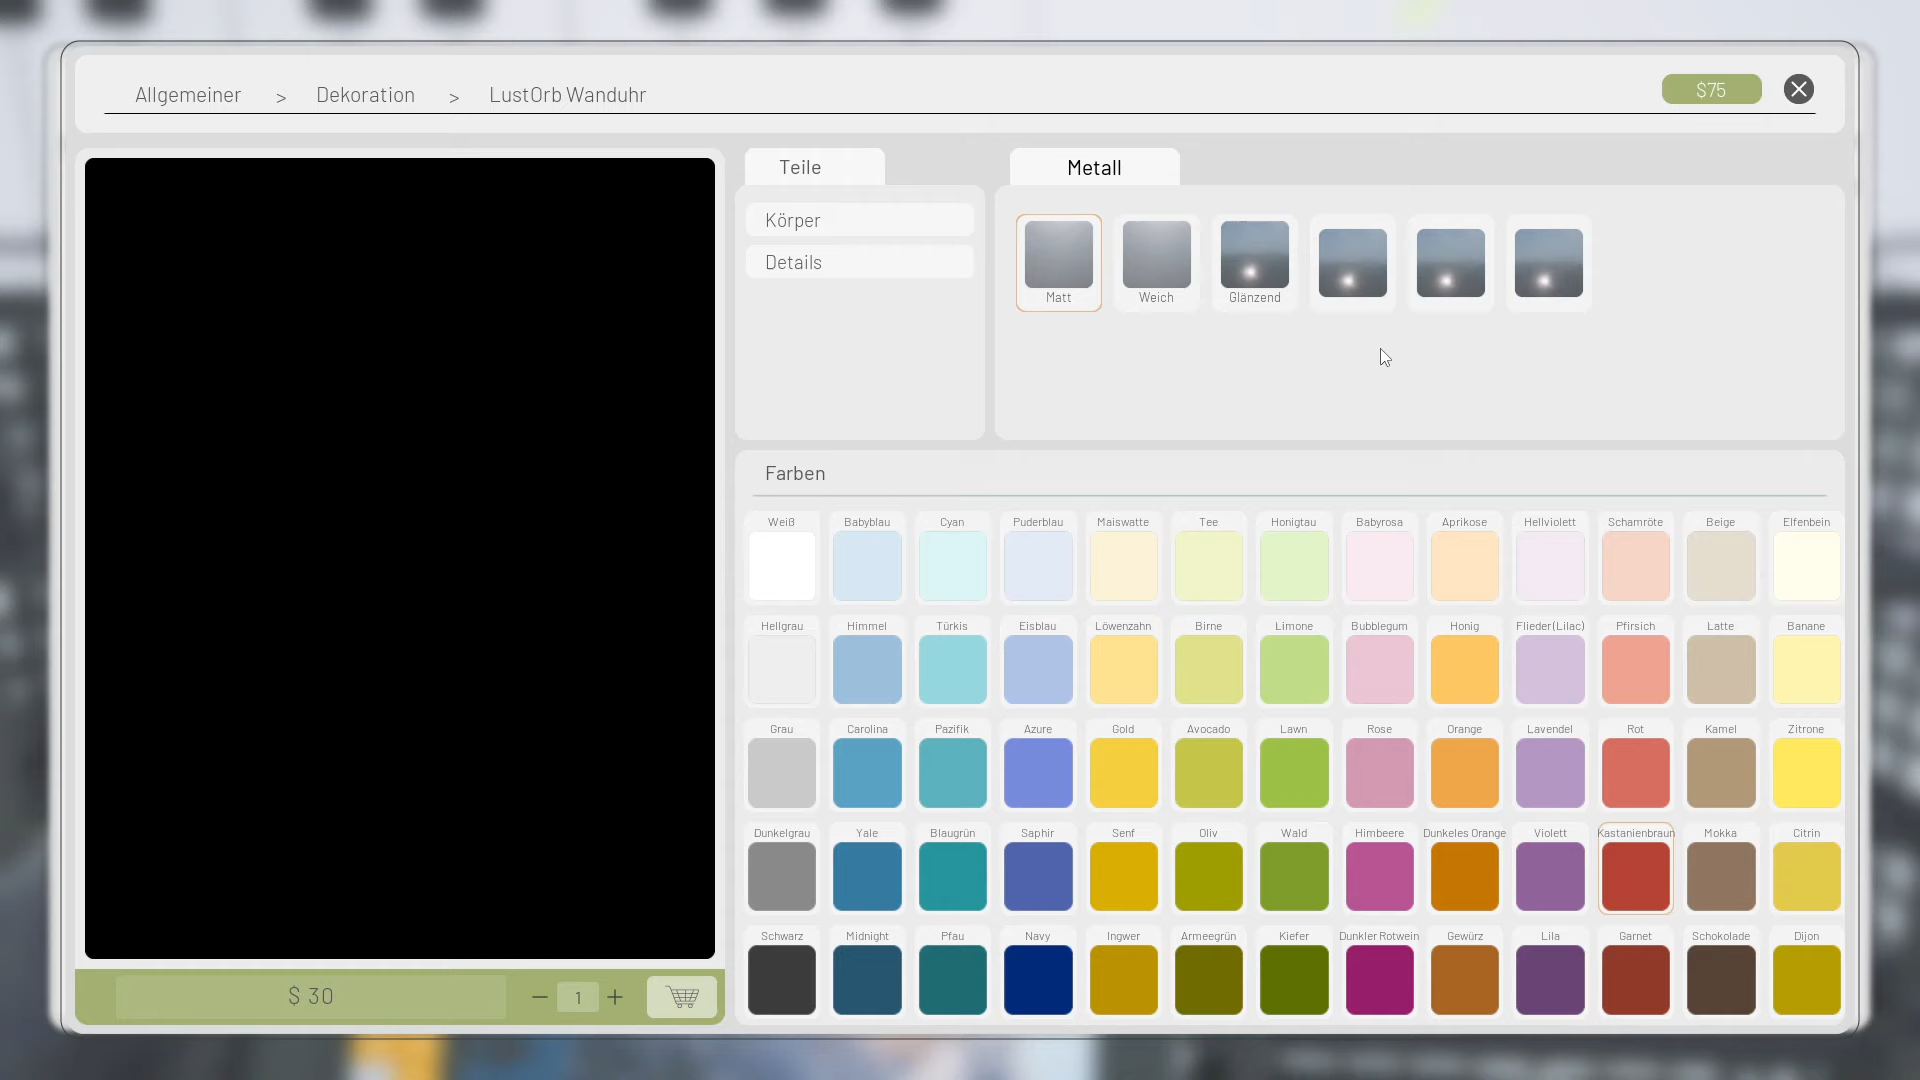 Allgemeiner > Dekoration > LustOrb Wanduhr
$75
Teile
Metall
Körper
Details
Matt Weich Glänzend
Farben
Weiß Babyblau Cyan Puderblau Maiswatte Tee Honigtau Babyrosa Aprikose Hellviolett Schamröte Beige Elfenbein
Hellgrau Himmel Türkis Eisblau Löwenzahn Birne Limone Bubblegum Honig Flieder(Lilac) Pfirsich Latte Banane
Grau Carolina Pazifik Azure Gold Avocado Lawn Rose Orange Lavendel Rot Kamel Zitrone
Dunkelgrau Yale Blaugrün Saphir Senf Oliv Wald Himbeere Dunkeles Orange Violett Kastanienbraun Mokka Citrin
Schwarz Midnight Pfau Navy Ingwer Armeegrün Kiefer Dunkler Rotwein Gewürz Lila Garnet Schokolade Dijon
$ 30
− 1 +